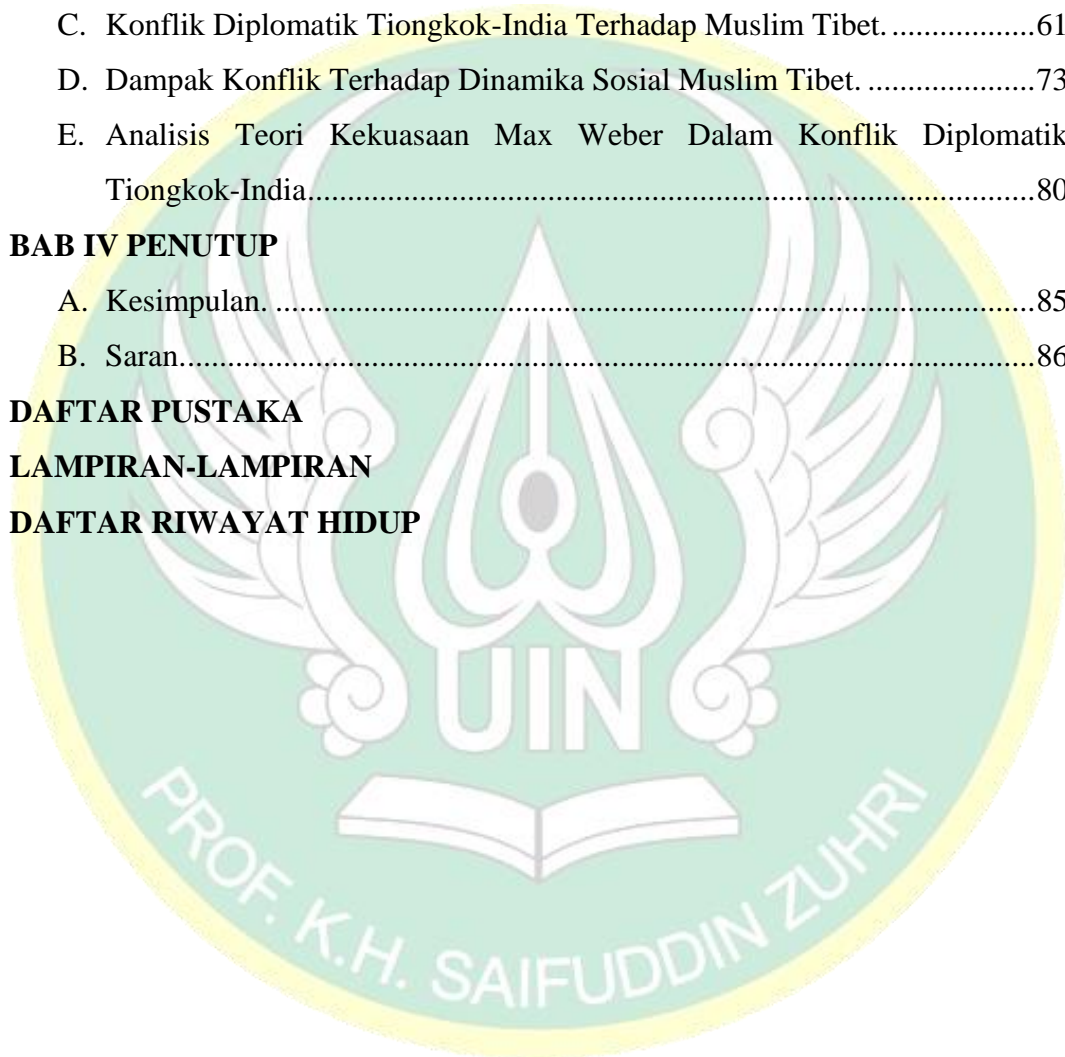 C. Konflik Diplomatik Tiongkok-India Terhadap Muslim Tibet. ..................61
D. Dampak Konflik Terhadap Dinamika Sosial Muslim Tibet. .....................73
E. Analisis Teori Kekuasaan Max Weber Dalam Konflik Diplomatik
Tiongkok-India...........................................................................................80
BAB IV PENUTUP
A. Kesimpulan. ...............................................................................................85
B. Saran...........................................................................................................86
DAFTAR PUSTAKA
LAMPIRAN-LAMPIRAN
DAFTAR RIWAYAT HIDUP
UIN
PROF. K.H. SAIFUDDIN ZUHRI